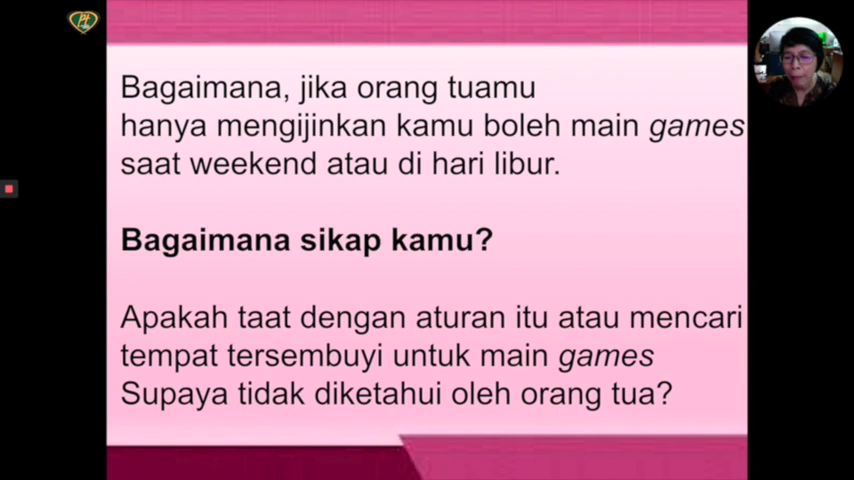 Bagaimana, jika orang tuamu
hanya mengijinkan kamu boleh main games
saat weekend atau di hari libur.
Bagaimana sikap kamu?
Apakah taat dengan aturan itu atau mencari
tempat tersembuyi untuk main games
Supaya tidak diketahui oleh orang tua?